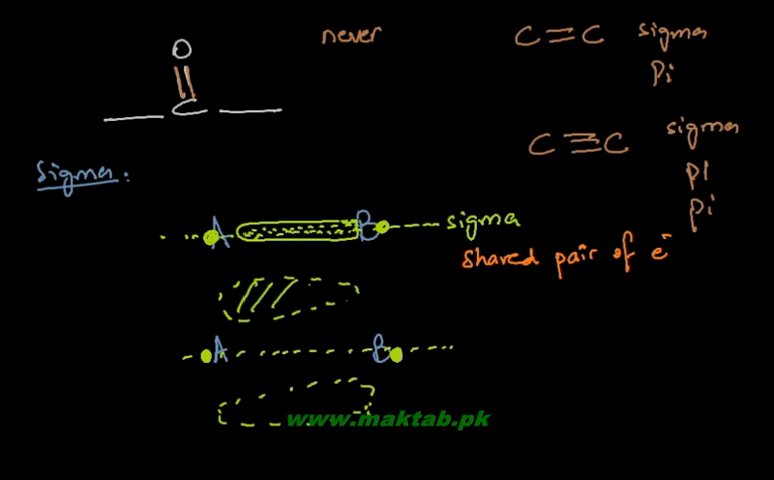 O
never
C=C sigma
Pi
— C —
C≡C sigma
Sigma:
PI
Pi
A B sigma
shared pair of e⁻
A B
www.maktab.pk